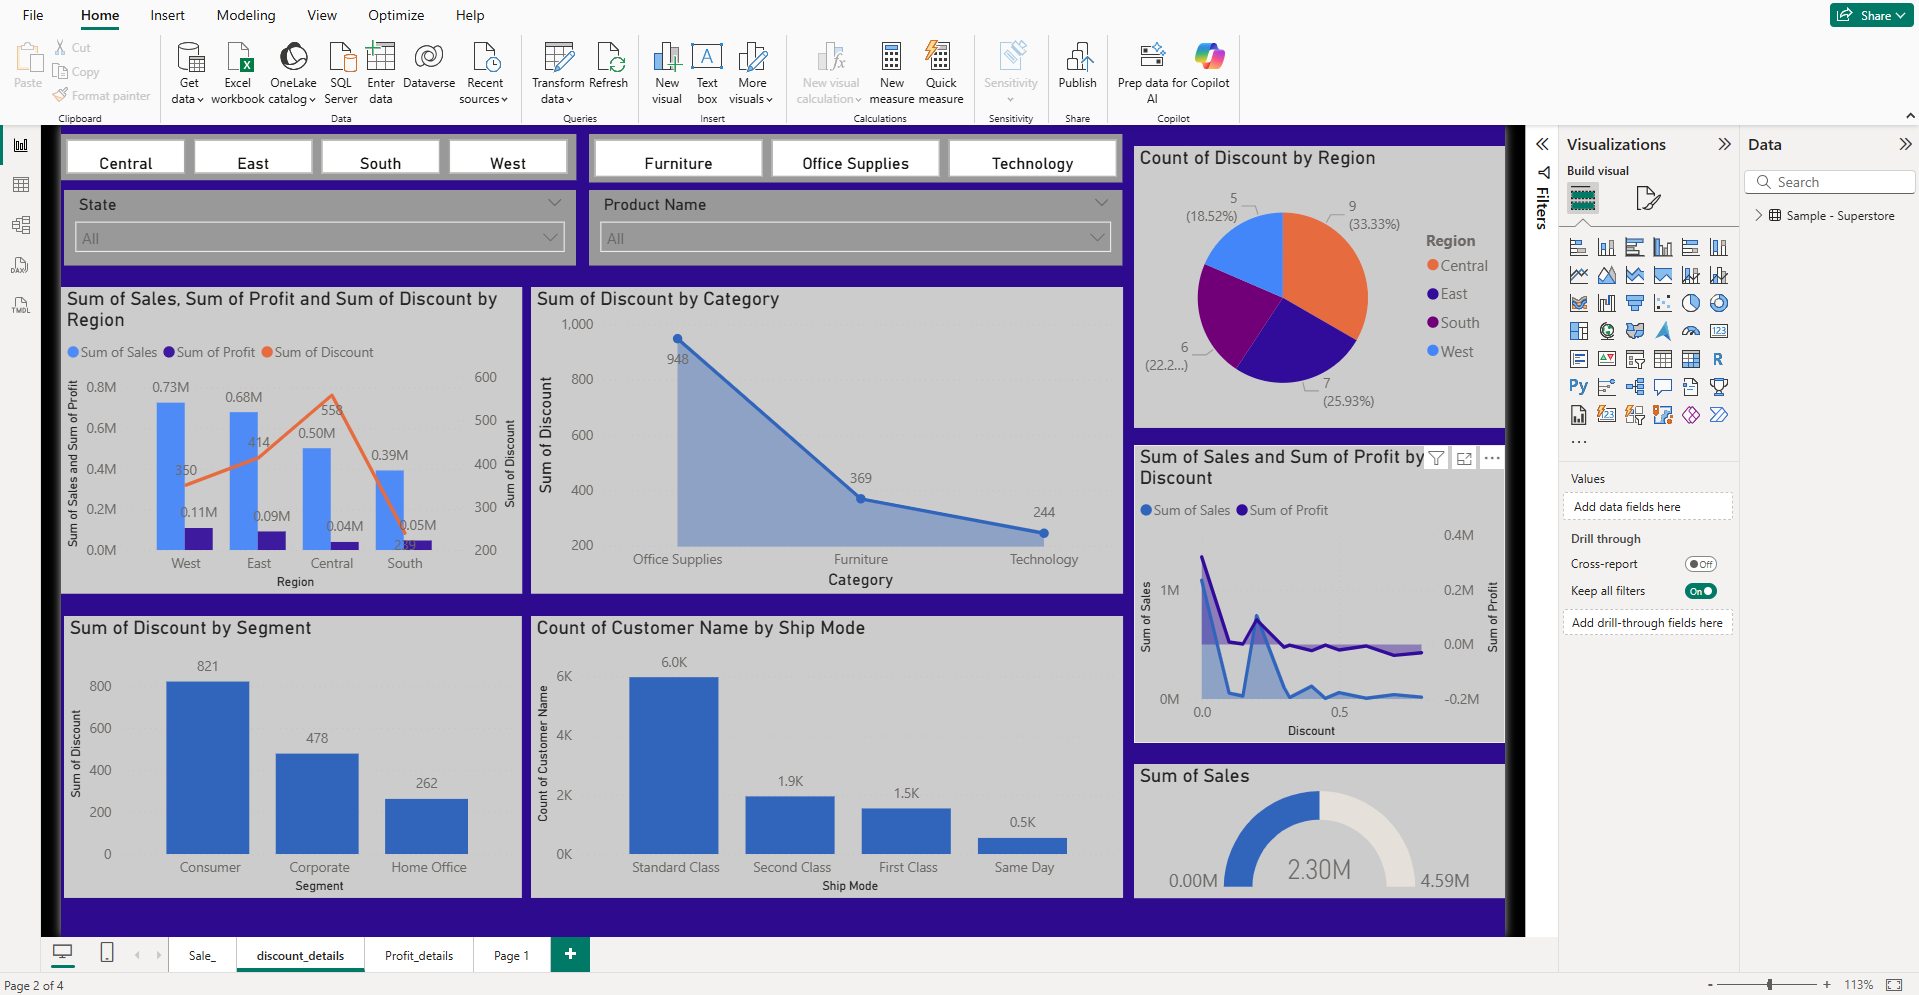 File Home Insert Modeling View Optimize Help
Share
Paste
Cut
Copy
Format painter
Clipboard
Get data
Excel workbook
OneLake catalog
SQL Server
Enter data
Dataverse
Recent sources
Data
Transform data
Refresh
Queries
New visual
Text box
More visuals
Insert
New visual calculation
New measure
Quick measure
Calculations
Sensitivity
Sensitivity
Publish
Share
Prep data for AI
Copilot
Copilot
Central East South West
Furniture Office Supplies Technology
State
All
Product Name
All
Sum of Sales, Sum of Profit and Sum of Discount by
Region
Sum of Sales Sum of Profit Sum of Discount
Sum of Sales and Sum of Profit
0.8M
0.6M
0.4M
0.2M
0.0M
0.73M
0.68M
0.50M
0.39M
350
414
558
239
0.11M
0.09M
0.04M
0.05M
600
500
400
300
200
Sum of Discount
West East Central South
Region
Sum of Discount by Category
Sum of Discount
1,000
800
600
400
200
948
369
244
Office Supplies Furniture Technology
Category
Count of Discount by Region
5
(18.52%)
9
(33.33%)
6
(22.2...)
7
(25.93%)
Region
Central
East
South
West
Sum of Sales and Sum of Profit by
Discount
Sum of Sales Sum of Profit
Sum of Sales
1M
0M
0.4M
0.2M
0.0M
-0.2M
Sum of Profit
0.0 0.5
Discount
Sum of Discount by Segment
Sum of Discount
800
600
400
200
0
821
478
262
Consumer Corporate Home Office
Segment
Count of Customer Name by Ship Mode
Count of Customer Name
6K
4K
2K
0K
6.0K
1.9K
1.5K
0.5K
Standard Class Second Class First Class Same Day
Ship Mode
Sum of Sales
0.00M 2.30M 4.59M
Filters
Visualizations
Build visual
123
R
Py
123
Values
Add data fields here
Drill through
Cross-report Off
Keep all filters On
Add drill-through fields here
Data
Search
Sample - Superstore
DAX
TMDL
Sale_ discount_details Profit_details Page 1 +
Page 2 of 4
- + 113%